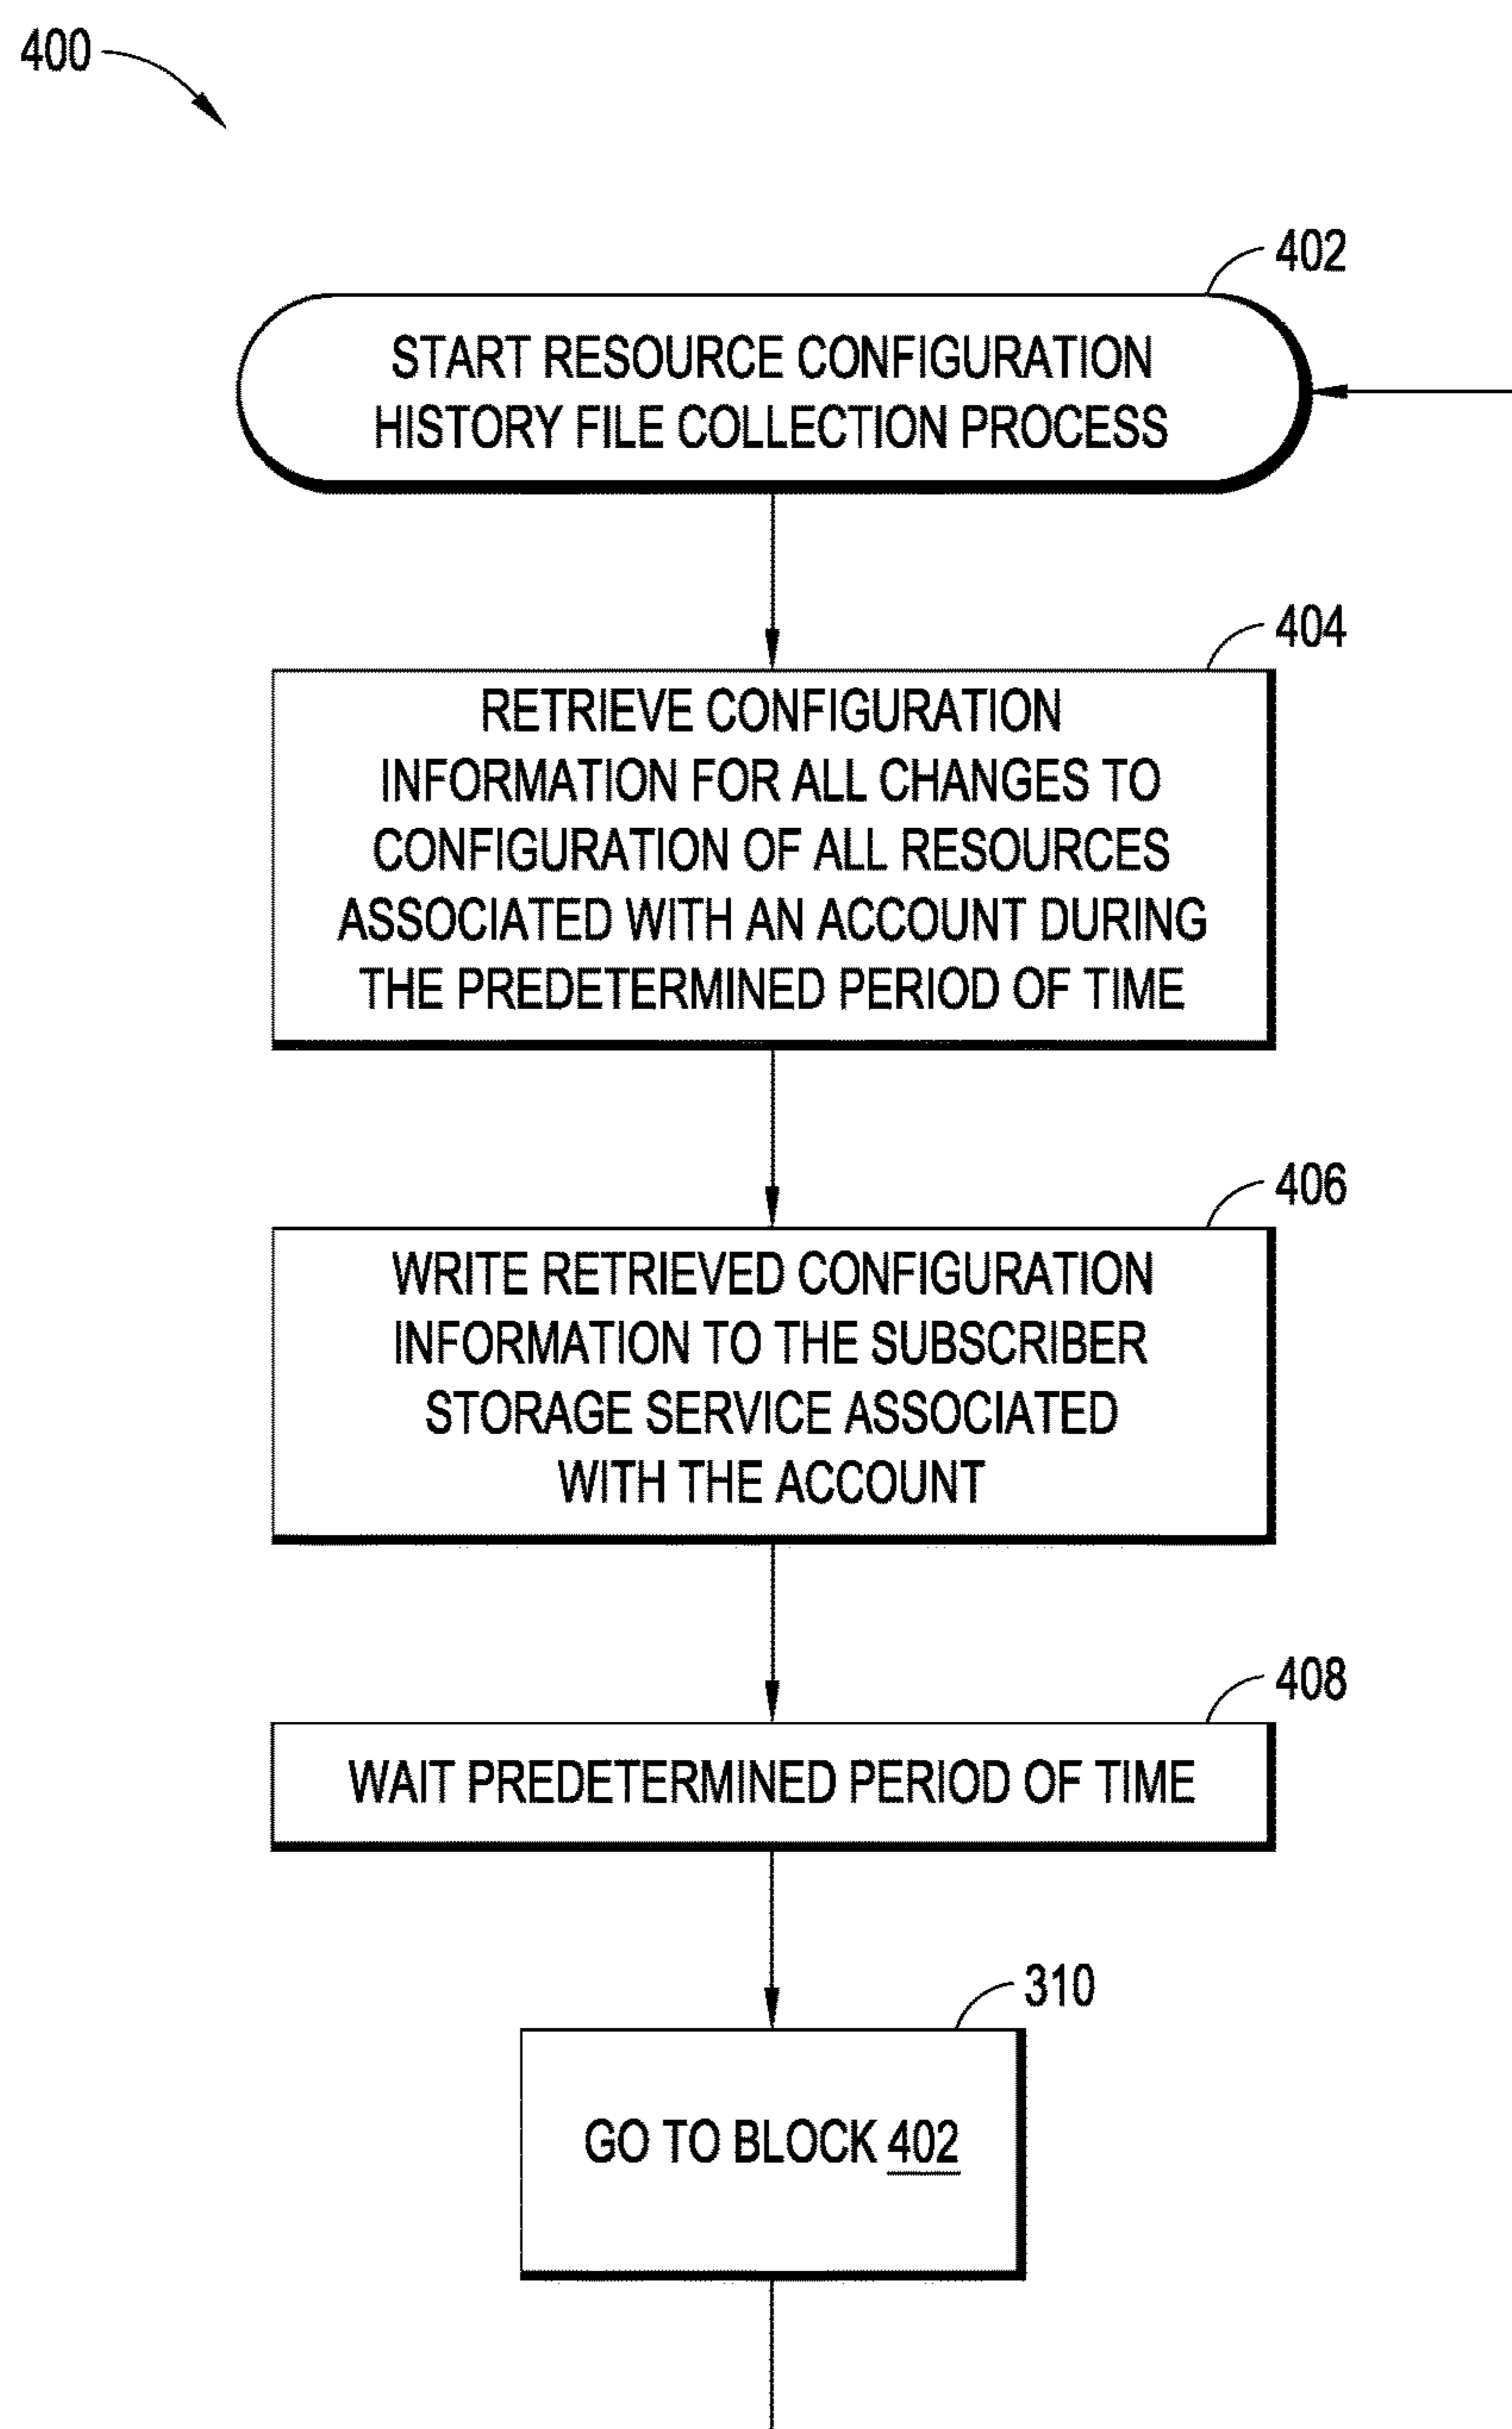 400
402
START RESOURCE CONFIGURATION
HISTORY FILE COLLECTION PROCESS
404
RETRIEVE CONFIGURATION
INFORMATION FOR ALL CHANGES TO
CONFIGURATION OF ALL RESOURCES
ASSOCIATED WITH AN ACCOUNT DURING
THE PREDETERMINED PERIOD OF TIME
406
WRITE RETRIEVED CONFIGURATION
INFORMATION TO THE SUBSCRIBER
STORAGE SERVICE ASSOCIATED
WITH THE ACCOUNT
408
WAIT PREDETERMINED PERIOD OF TIME
310
GO TO BLOCK 402